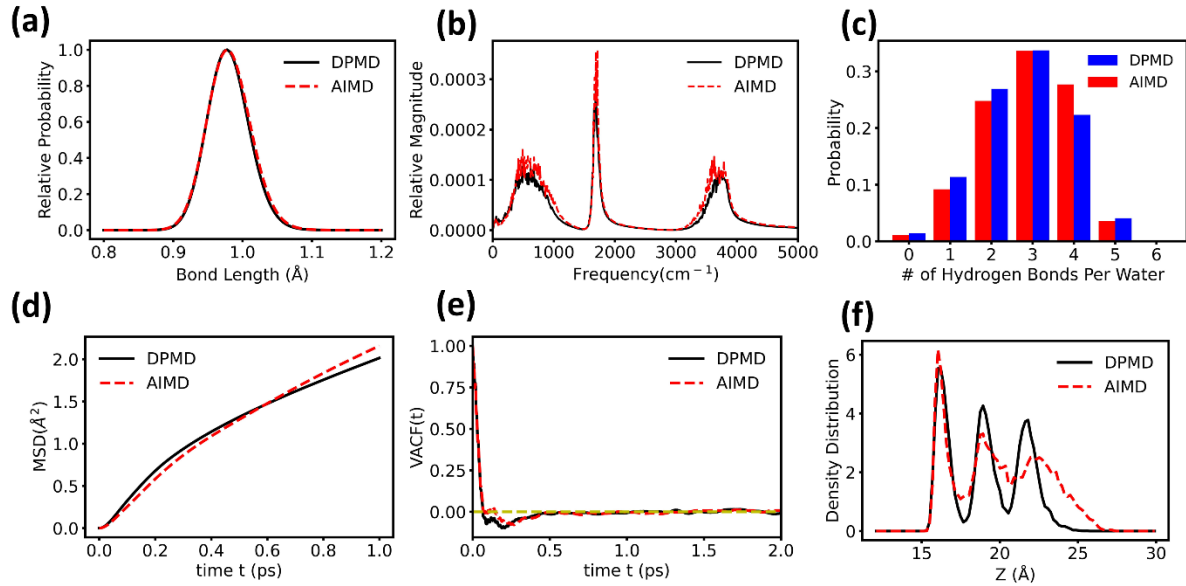 (a)
Relative Probability
1.0
0.8
0.6
0.4
0.2
0.0
DPMD
AIMD
0.8 0.9 1.0 1.1 1.2
Bond Length (Å)
(b)
Relative Magnitude
0.0003
0.0002
0.0001
0.0000
DPMD
AIMD
0 1000 2000 3000 4000 5000
Frequency(cm⁻¹)
(c)
Probability
0.3
0.2
0.1
0.0
DPMD
AIMD
0 1 2 3 4 5 6
# of Hydrogen Bonds Per Water
(d)
MSD(Å²)
2.0
1.5
1.0
0.5
0.0
DPMD
AIMD
0.0 0.2 0.4 0.6 0.8 1.0
time t (ps)
(e)
VACF(t)
1.00
0.75
0.50
0.25
0.00
DPMD
AIMD
0.0 0.5 1.0 1.5 2.0
time t (ps)
(f)
Density Distribution
6
4
2
0
DPMD
AIMD
15 20 25 30
Z (Å)